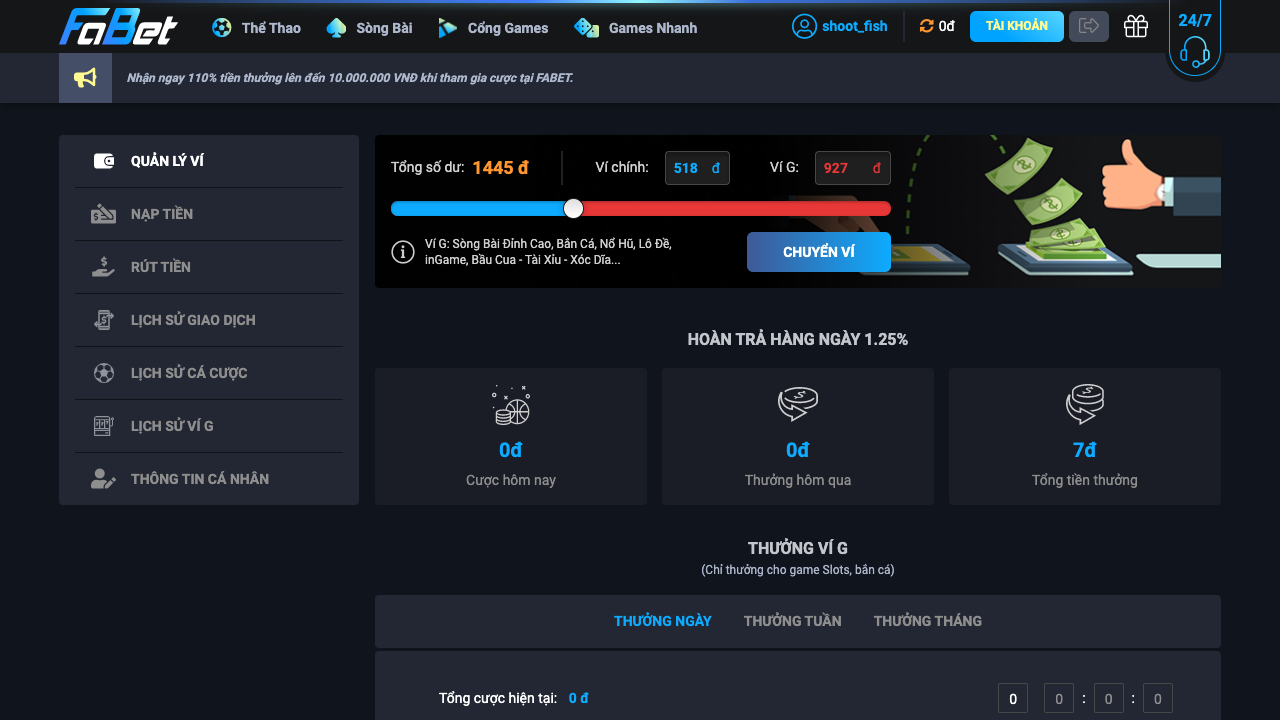 FaBet
Thể Thao
Sòng Bài
Cổng Games
Games Nhanh
shoot_fish
0đ
TÀI KHOẢN
24/7
Nhận ngay 110% tiền thưởng lên đến 10.000.000 VNĐ khi tham gia cược tại FABET.
QUẢN LÝ VÍ
NẠP TIỀN
RÚT TIỀN
LỊCH SỬ GIAO DỊCH
LỊCH SỬ CÁ CƯỢC
LỊCH SỬ VÍ G
THÔNG TIN CÁ NHÂN
Tổng số dư: 1445 đ
Ví chính: 518 đ
Ví G: 927 đ
Ví G: Sòng Bài Đỉnh Cao, Bắn Cá, Nổ Hũ, Lô Đề,
inGame, Bầu Cua - Tài Xỉu - Xóc Dĩa...
CHUYỂN VÍ
HOÀN TRẢ HÀNG NGÀY 1.25%
0đ
Cược hôm nay
0đ
Thưởng hôm qua
7đ
Tổng tiền thưởng
THƯỞNG VÍ G
(Chỉ thưởng cho game Slots, bắn cá)
THƯỞNG NGÀY
THƯỞNG TUẦN
THƯỞNG THÁNG
Tổng cược hiện tại: 0 đ
0 0 : 0 : 0